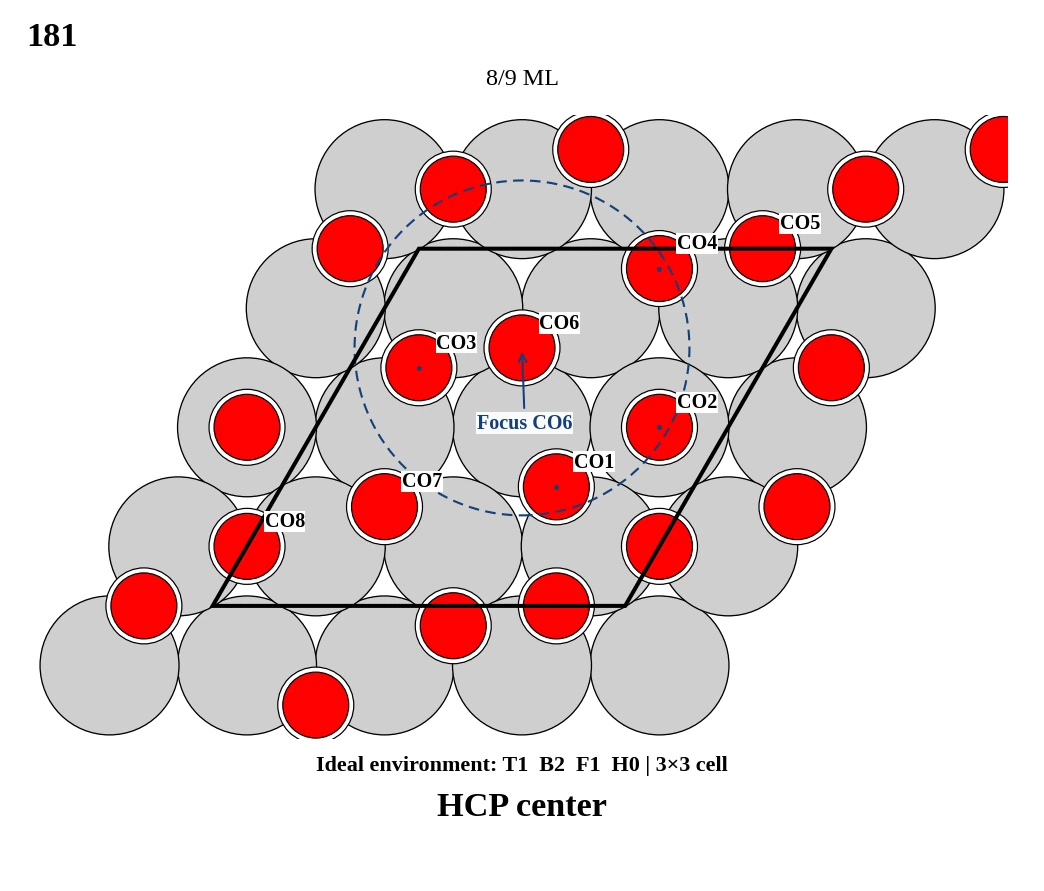 181
8/9 ML
CO5
CO4
CO6
CO3
CO2
Focus CO6
CO1
CO7
CO8
Ideal environment: T1 B2 F1 H0 | 3×3 cell
HCP center